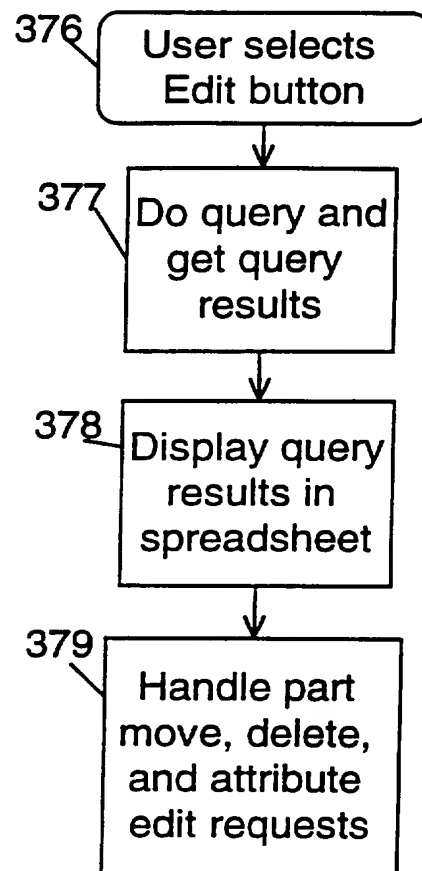 376
User selects
Edit button
377
Do query and
get query
results
378
Display query
results in
spreadsheet
379
Handle part
move, delete,
and attribute
edit requests